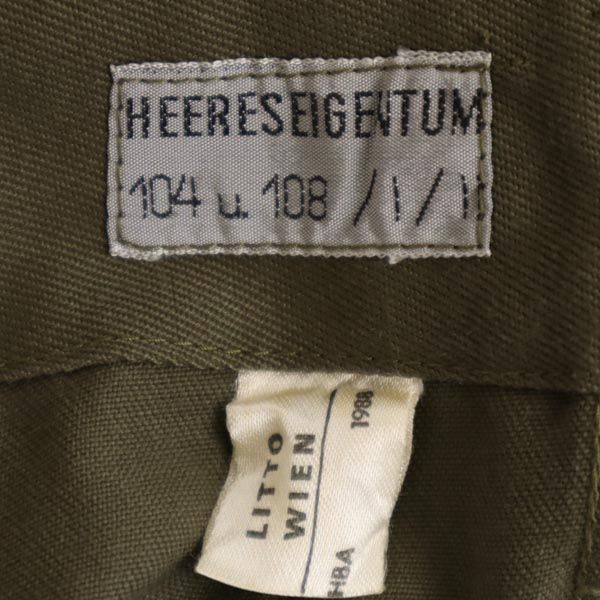 HEERESEIGENTUM
104 u. 108 /I/I
LITTO
WIEN
HBA 1988